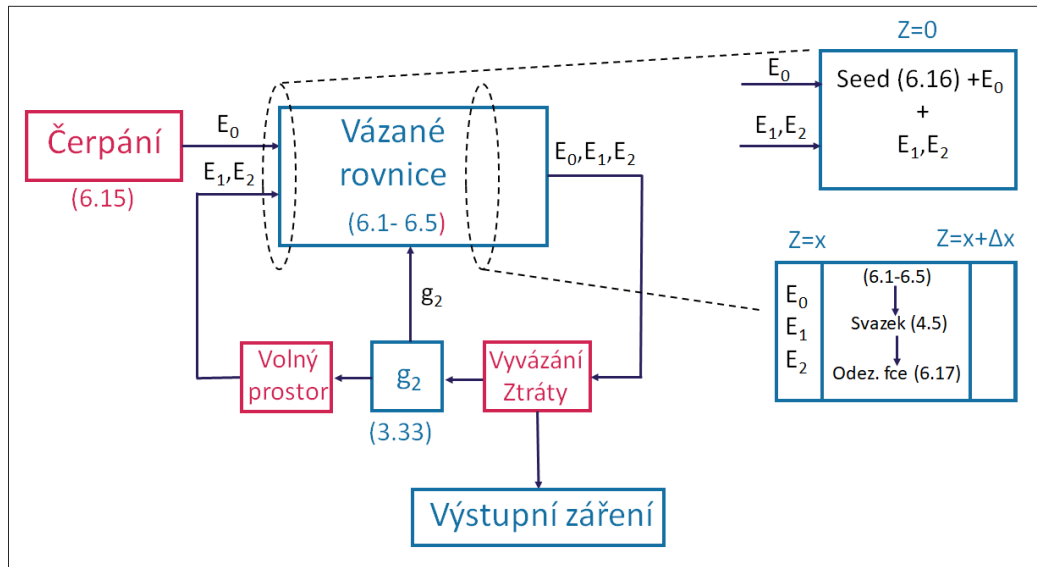 Čerpání
(6.15)
E₀
E₁,E₂
Vázané
rovnice
(6.1- 6.5)
E₀,E₁,E₂
g₂
Volný
prostor
g₂
(3.33)
Vyvázání
Ztráty
Výstupní záření
Z=0
E₀
E₁,E₂
Seed (6.16) +E₀
+
E₁,E₂
Z=x
Z=x+Δx
E₀
E₁
E₂
(6.1-6.5)
Svazek (4.5)
Odez. fce (6.17)